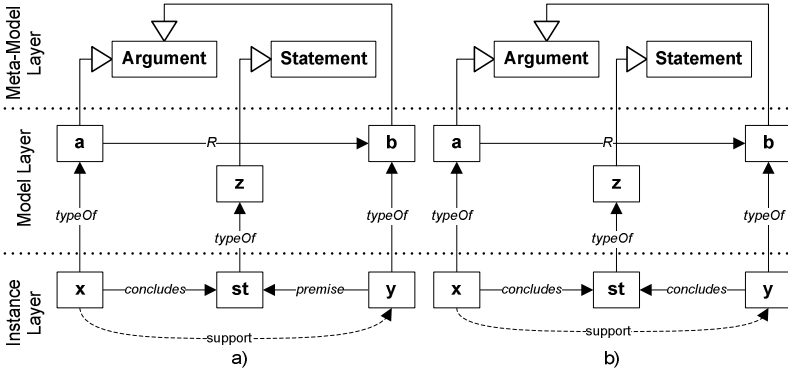 Meta-Model
Layer
Argument
Statement
Argument
Statement
Model Layer
a
R
b
a
R
b
z
z
typeOf
typeOf
typeOf
typeOf
typeOf
typeOf
Instance
Layer
x
concludes
st
premise
y
x
concludes
st
concludes
y
support
support
a)
b)